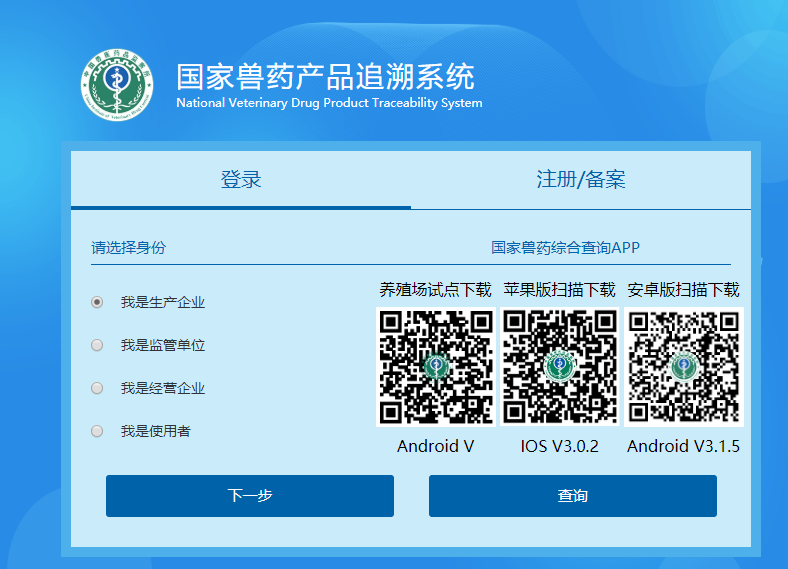 国家兽药产品追溯系统
National Veterinary Drug Product Traceability System
登录
注册/备案
请选择身份
国家兽药综合查询APP
我是生产企业
我是监管单位
我是经营企业
我是使用者
养殖场试点下载 苹果版扫描下载 安卓版扫描下载
Android V IOS V3.0.2 Android V3.1.5
下一步
查询